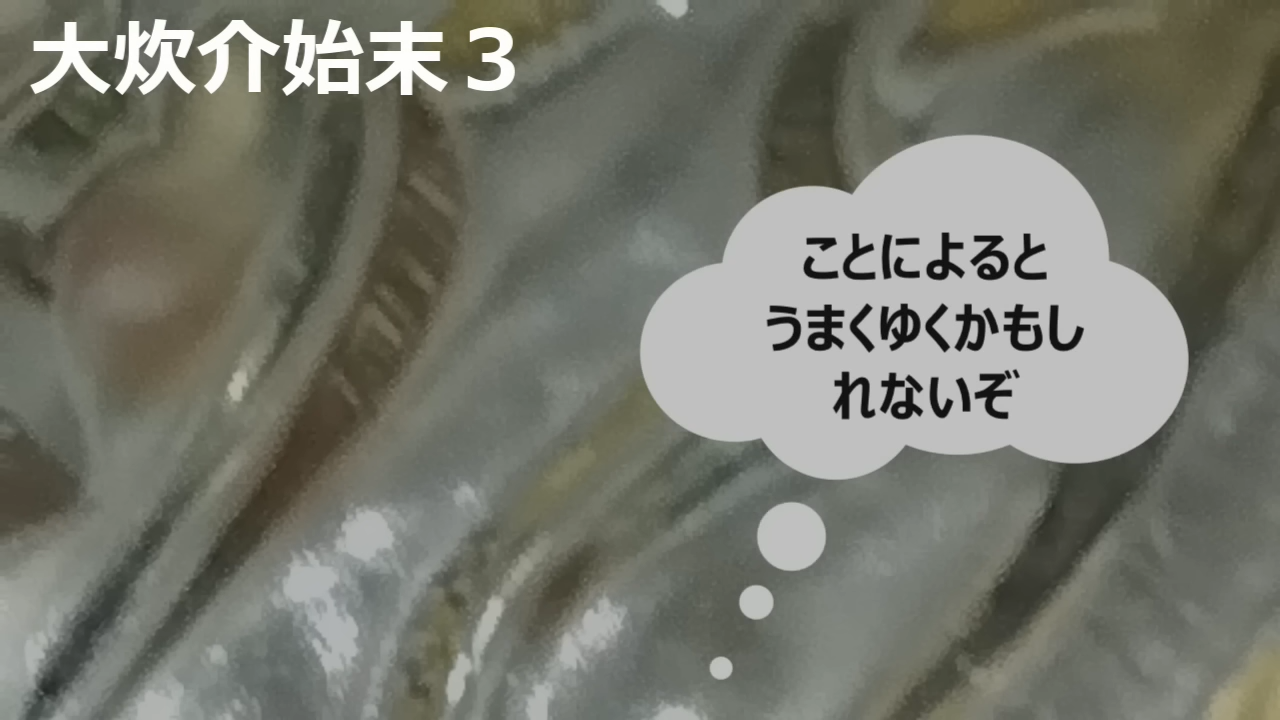 大炊介始末３
ことによると
うまくゆくかもし
れないぞ